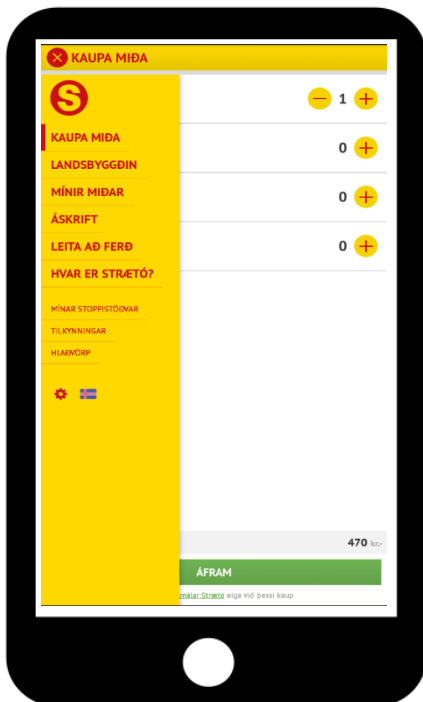 KAUPA MIÐA
S
1
KAUPA MIÐA
0
LANDSBYGGÐIN
MÍNIR MIÐAR
0
ÁSKRIFT
LEITA AÐ FERÐ
0
HVAR ER STRÆTÓ?
MÍNAR STOPPISTÖÐVAR
TILKYNNINGAR
HLAÐVÖRP
470 kr.-
ÁFRAM
málar Strætó eiga við þessi kaup